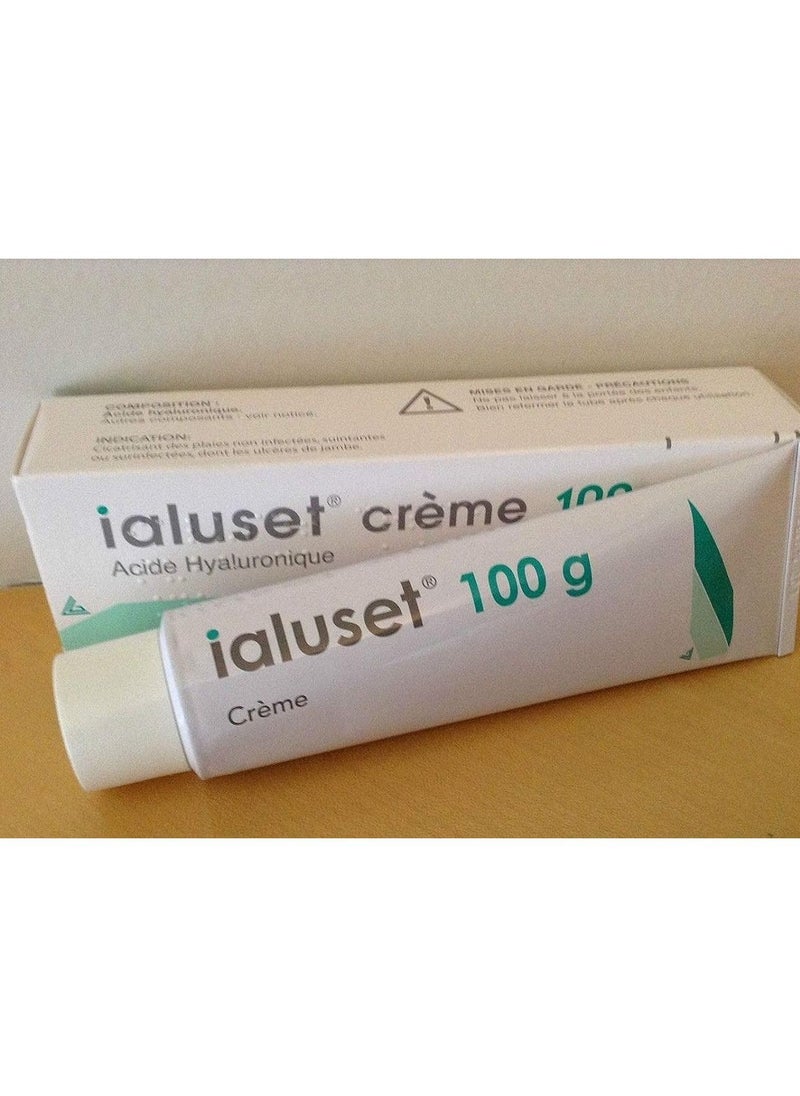 COMPOSITION :
Acide hyaluronique.
Autres composants : voir notice.
INDICATION:
Cicatrisant des plaies non infectées, suintantes
ou surinfectées, dont les ulcères de jambe.
MISES EN GARDE - PRÉCAUTIONS
Ne pas laisser à la portée des enfants.
Bien refermer le tube après chaque utilisation.
ialuset® crème 100
Acide Hyaluronique
ialuset® 100 g
Crème